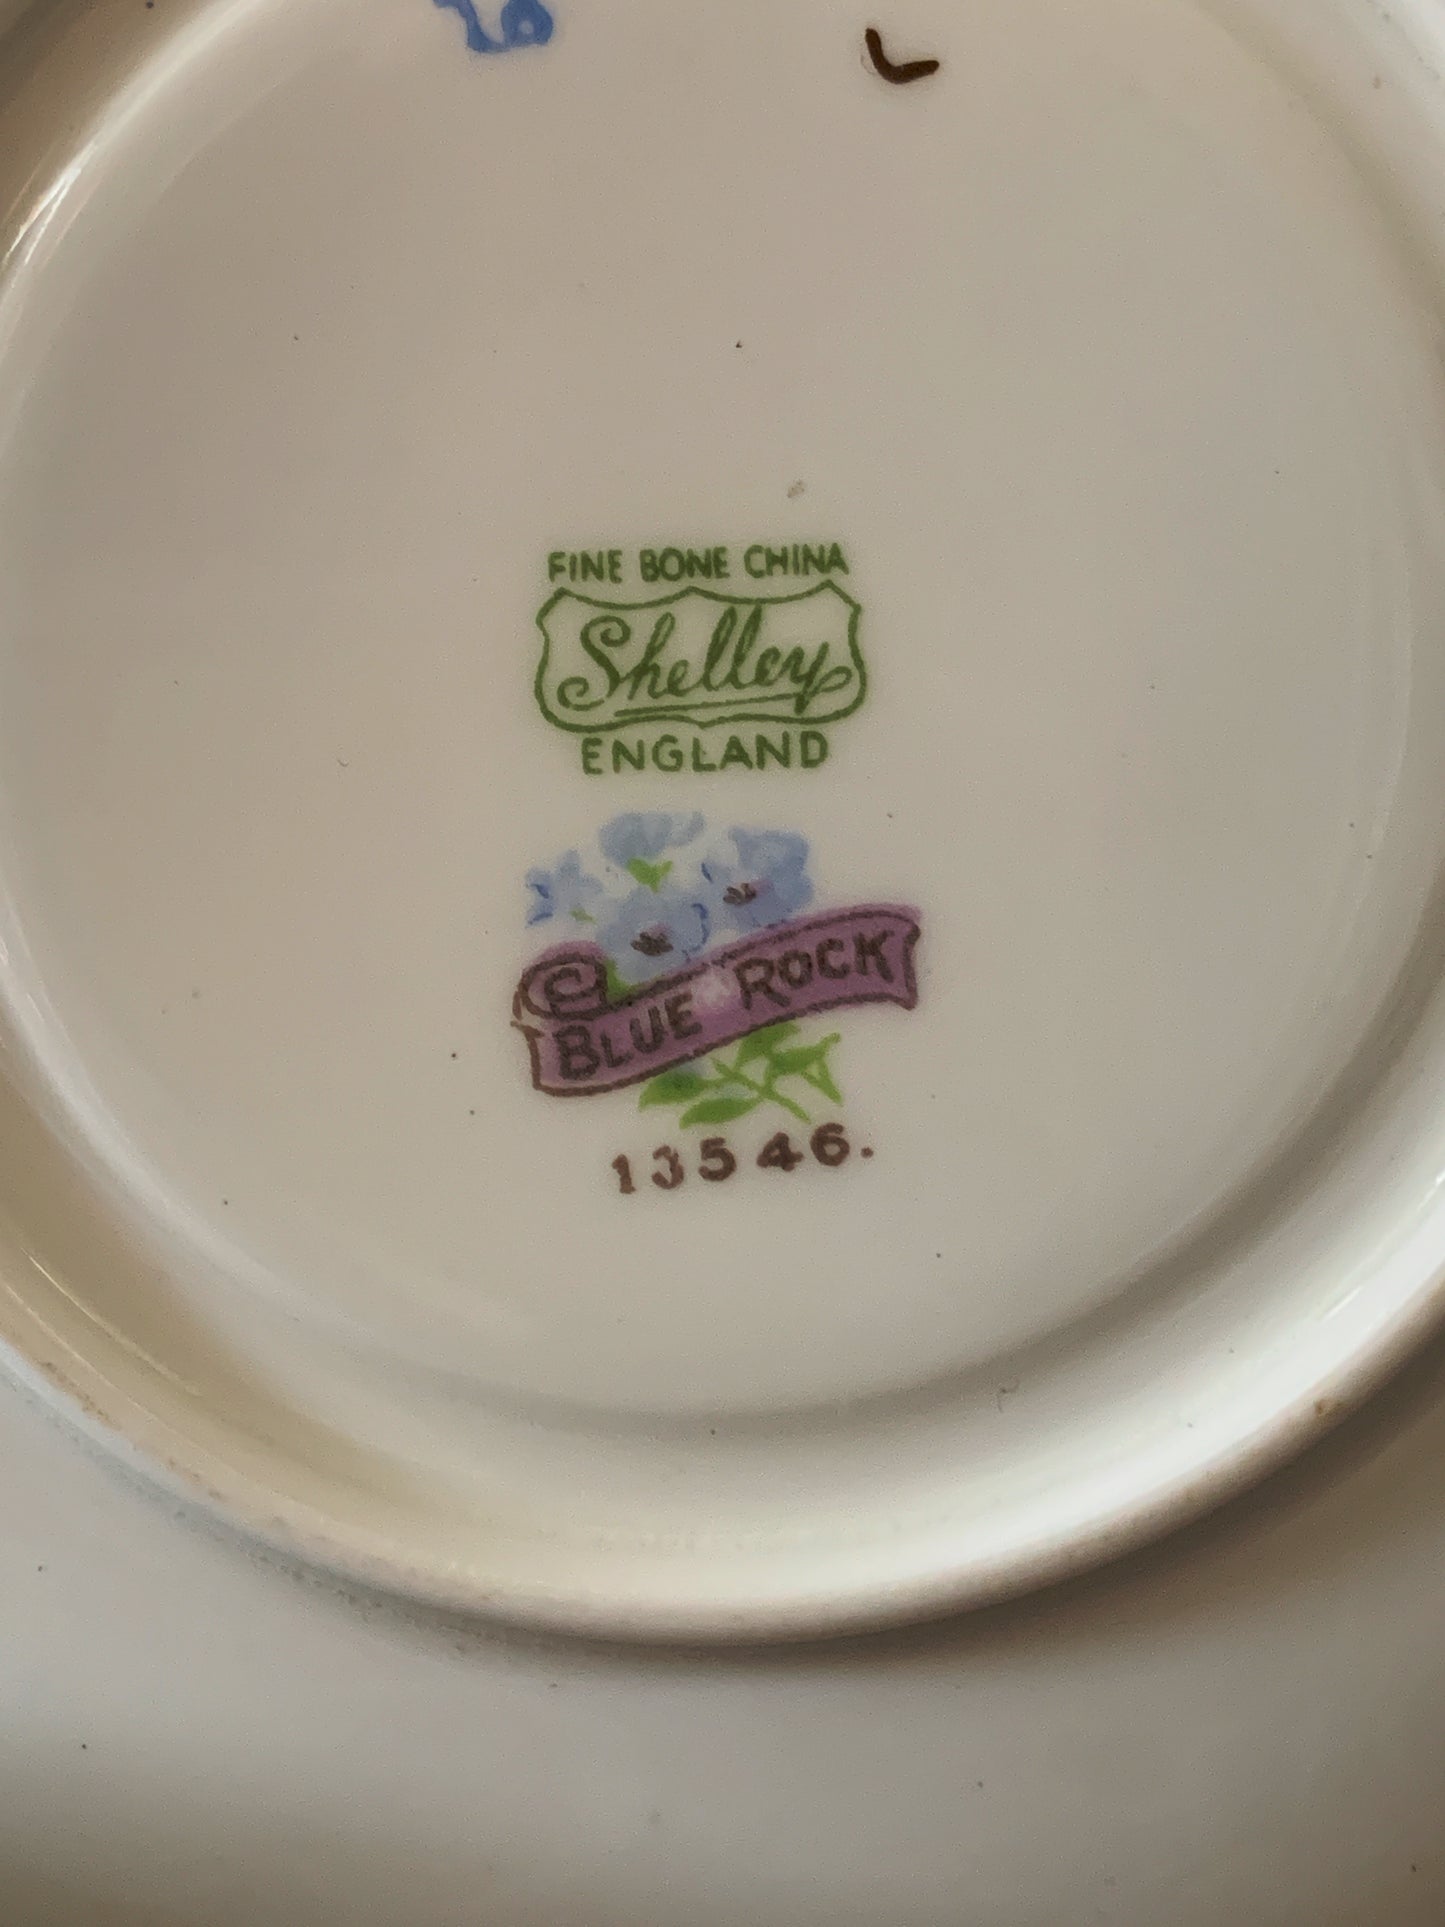 FINE BONE CHINA
Shelley
ENGLAND
BLUE ROCK
13546.